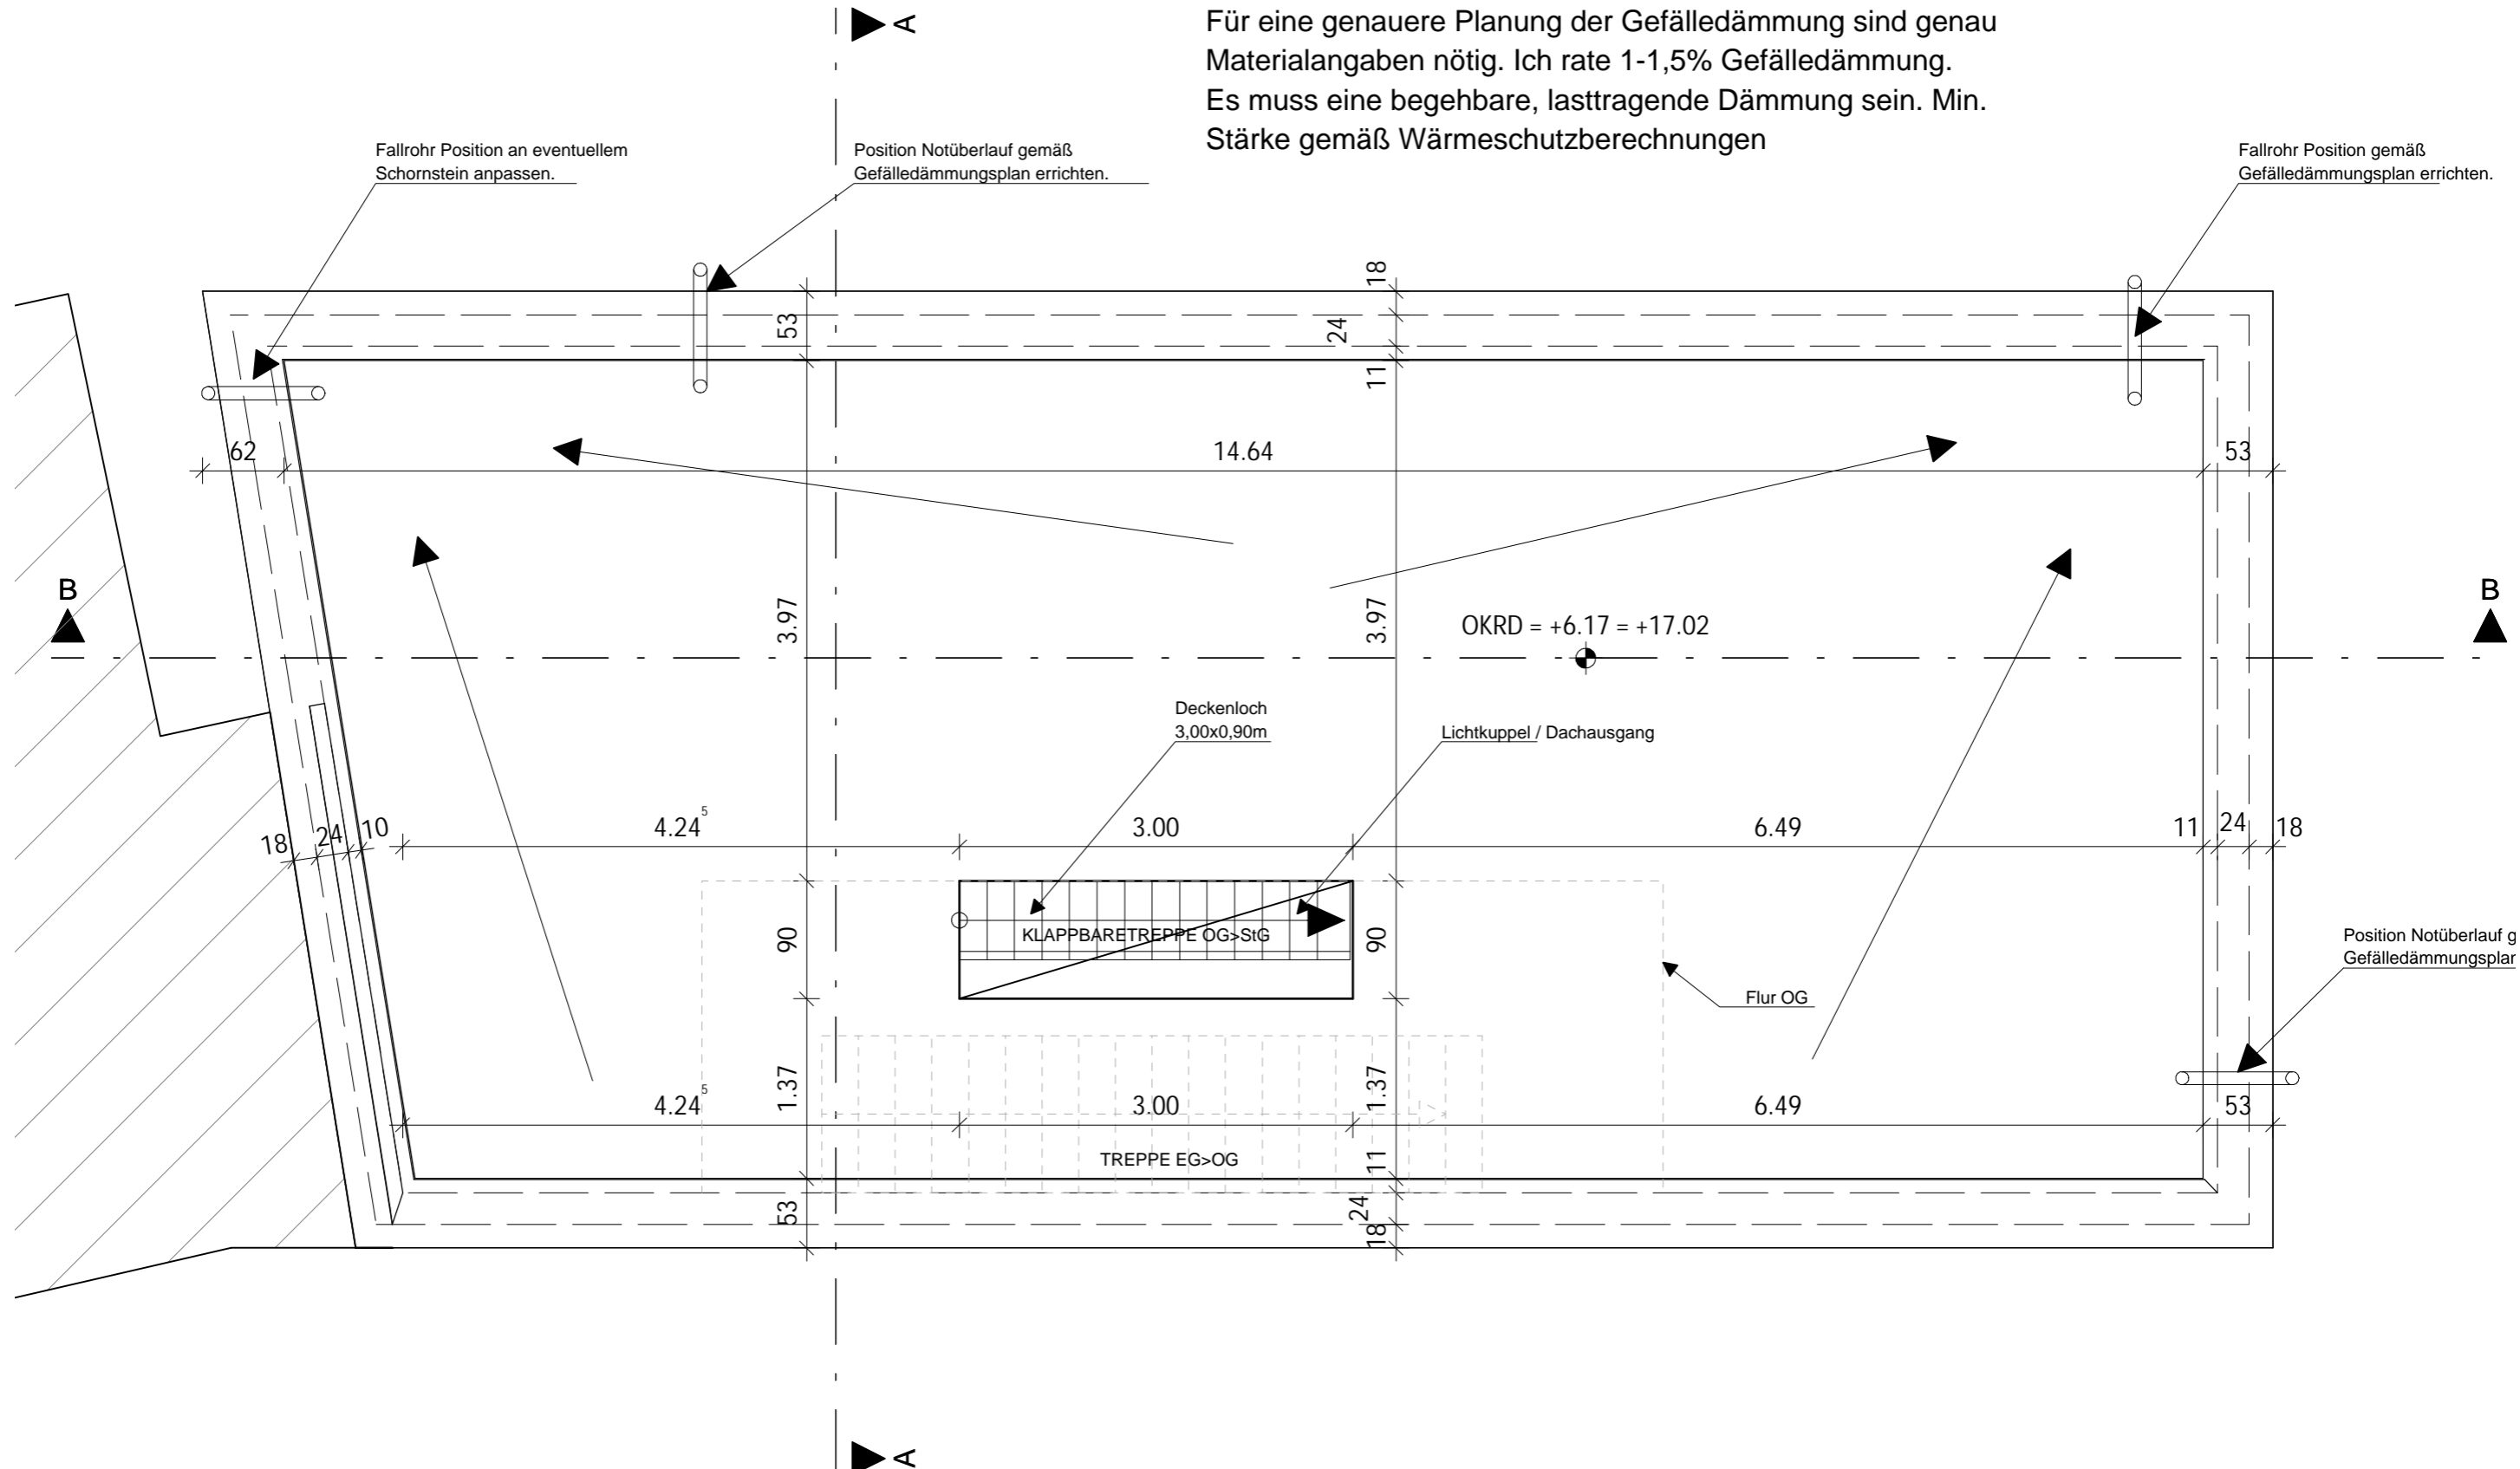 A
Für eine genauere Planung der Gefälledämmung sind genau
Materialangaben nötig. Ich rate 1-1,5% Gefälledämmung.
Es muss eine begehbare, lasttragende Dämmung sein. Min.
Stärke gemäß Wärmeschutzberechnungen
Fallrohr Position an eventuellem
Schornstein anpassen.
Position Notüberlauf gemäß
Gefälledämmungsplan errichten.
Fallrohr Position gemäß
Gefälledämmungsplan errichten.
18
53
24
11
62
14.64
53
B
B
3.97
3.97
OKRD = +6.17 = +17.02
Deckenloch
3,00x0,90m
Lichtkuppel / Dachausgang
18
24
10
4.24⁵
3.00
6.49
11
24
18
90
KLAPPBARETREPPE OG>StG
90
Position Notüberlauf g
Gefälledämmungsplan
Flur OG
1.37
1.37
4.24⁵
3.00
6.49
53
TREPPE EG>OG
11
53
24
18
A